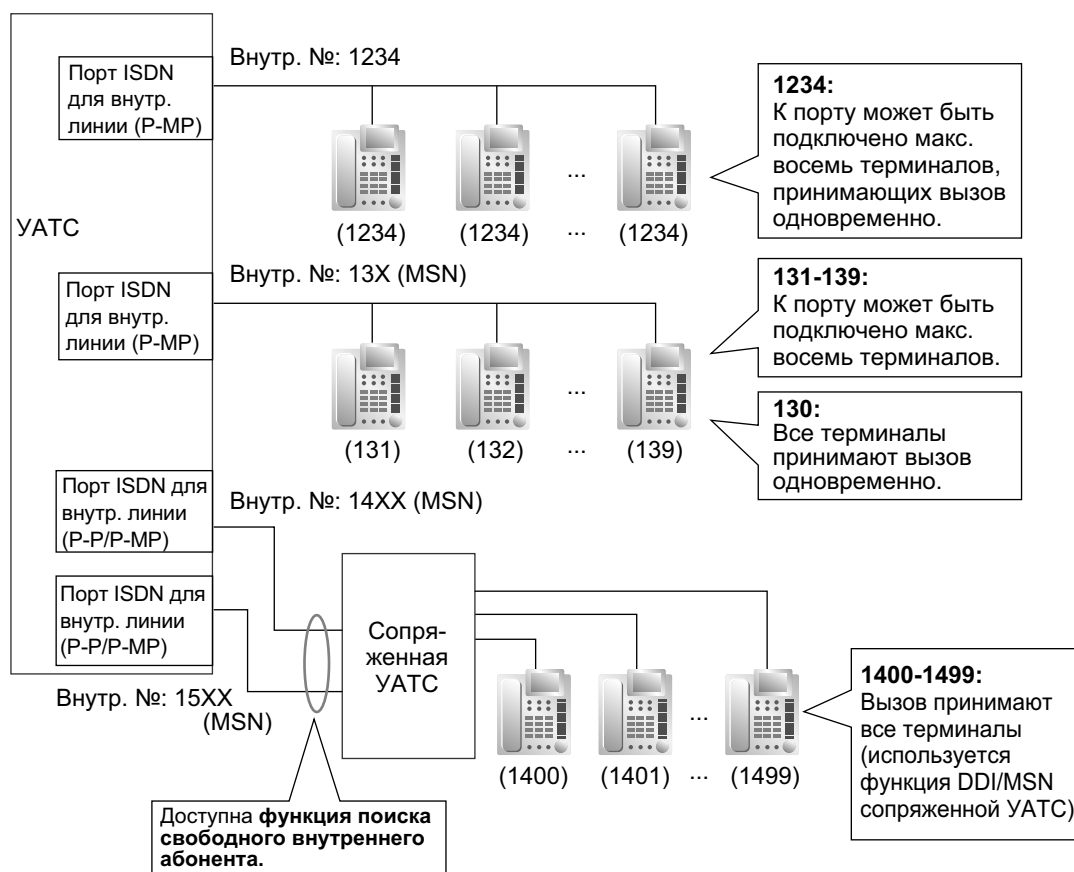 Внутр. №: 1234
Порт ISDN
для внутр.
линии (P-MP)
1234:
К порту может быть
подключено макс.
восемь терминалов,
принимающих вызов
одновременно.
...
(1234) (1234) ... (1234)
УАТС
Внутр. №: 13X (MSN)
Порт ISDN
для внутр.
линии (P-MP)
131-139:
К порту может быть
подключено макс.
восемь терминалов.
...
(131) (132) ... (139)
130:
Все терминалы
принимают вызов
одновременно.
Порт ISDN для
внутр. линии
(P-P/P-MP)
Внутр. №: 14XX (MSN)
Порт ISDN для
внутр. линии
(P-P/P-MP)
Сопря-
женная
УАТС
Внутр. №: 15XX
(MSN)
...
(1400) (1401) ... (1499)
1400-1499:
Вызов принимают
все терминалы
(используется
функция DDI/MSN
сопряженной УАТС)
Доступна функция поиска
свободного внутреннего
абонента.